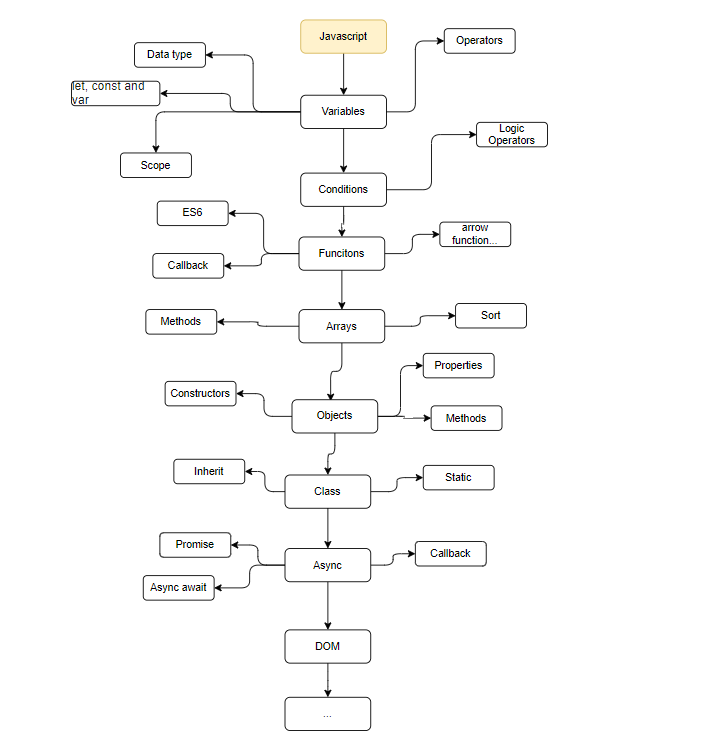 Javascript
Operators
Data type
let, const and
var
Variables
Logic
Operators
Scope
Conditions
ES6
arrow
function...
Funcitons
Callback
Methods
Sort
Arrays
Properties
Constructors
Objects
Methods
Inherit
Static
Class
Promise
Callback
Async
Async await
DOM
...